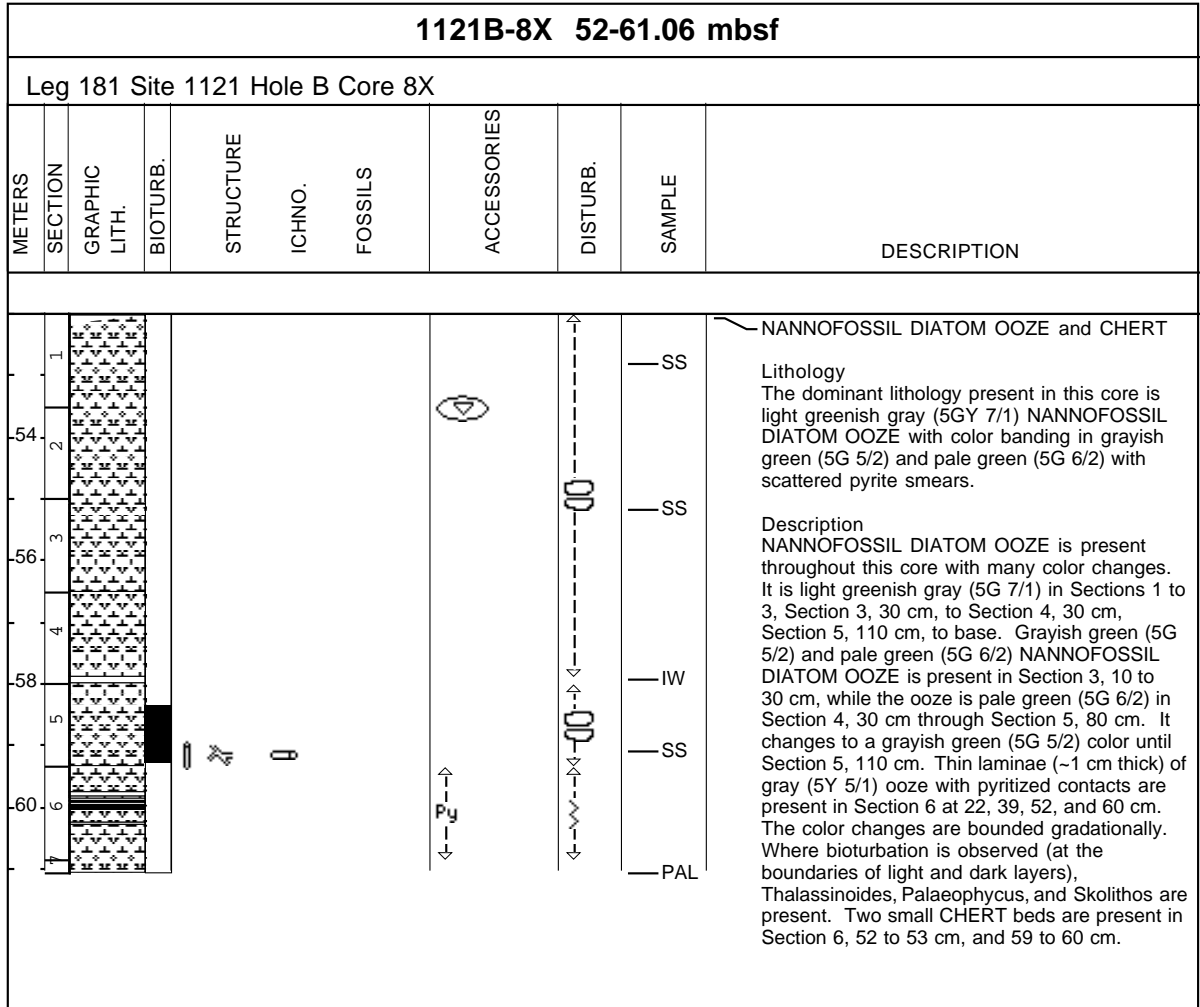 1121B-8X 52-61.06 mbsf
Leg 181 Site 1121 Hole B Core 8X
METERS
SECTION
GRAPHIC
LITH.
BIOTURB.
STRUCTURE
ICHNO.
FOSSILS
ACCESSORIES
DISTURB.
SAMPLE
DESCRIPTION
1
2
3
4
5
6
7
54
56
58
60
Py
SS
SS
IW
SS
PAL
NANNOFOSSIL DIATOM OOZE and CHERT
Lithology
The dominant lithology present in this core is
light greenish gray (5GY 7/1) NANNOFOSSIL
DIATOM OOZE with color banding in grayish
green (5G 5/2) and pale green (5G 6/2) with
scattered pyrite smears.
Description
NANNOFOSSIL DIATOM OOZE is present
throughout this core with many color changes.
It is light greenish gray (5G 7/1) in Sections 1 to
3, Section 3, 30 cm, to Section 4, 30 cm,
Section 5, 110 cm, to base. Grayish green (5G
5/2) and pale green (5G 6/2) NANNOFOSSIL
DIATOM OOZE is present in Section 3, 10 to
30 cm, while the ooze is pale green (5G 6/2) in
Section 4, 30 cm through Section 5, 80 cm. It
changes to a grayish green (5G 5/2) color until
Section 5, 110 cm. Thin laminae (~1 cm thick) of
gray (5Y 5/1) ooze with pyritized contacts are
present in Section 6 at 22, 39, 52, and 60 cm.
The color changes are bounded gradationally.
Where bioturbation is observed (at the
boundaries of light and dark layers),
Thalassinoides, Palaeophycus, and Skolithos are
present. Two small CHERT beds are present in
Section 6, 52 to 53 cm, and 59 to 60 cm.